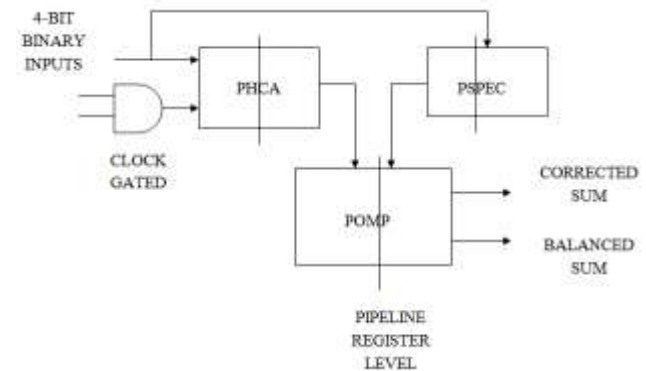 4-BIT
BINARY
INPUTS
PHCA
PSPEC
CLOCK
GATED
POMP
CORRECTED
SUM
BALANCED
SUM
PIPELINE
REGISTER
LEVEL